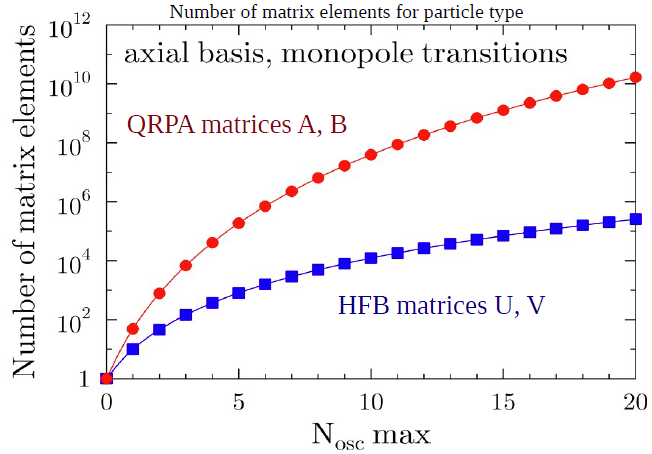 Number of matrix elements for particle type
axial basis, monopole transitions
QRPA matrices A, B
HFB matrices U, V
Number of matrix elements
10^12
10^10
10^8
10^6
10^4
10^2
1
0 5 10 15 20
N_osc max